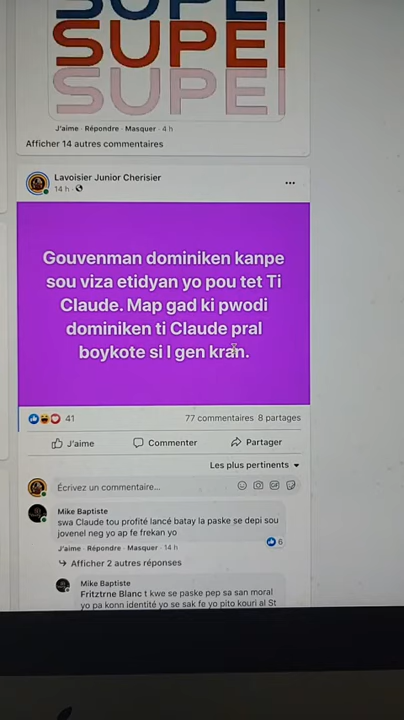 SUPEI
SUPEI
SUPEI
J'aime · Répondre · Masquer · 4 h
Afficher 14 autres commentaires
Lavoisier Junior Cherisier
14 h ·
Gouvenman dominiken kanpe
sou viza etidyan yo pou tet Ti
Claude. Map gad ki pwodi
dominiken ti Claude pral
boykote si l gen kran.
41
77 commentaires 8 partages
J'aime
Commenter
Partager
Les plus pertinents
Écrivez un commentaire...
Mike Baptiste
swa Claude tou profité lancé batay la paske se depi sou
jovenel neg yo ap fe frekan yo
J'aime · Répondre · Masquer · 14 h
6
Afficher 2 autres réponses
Mike Baptiste
Fritztrne Blanc t kwe se paske pep sa san moral
yo pa konn identité yo se sak fe yo pito kouri al St